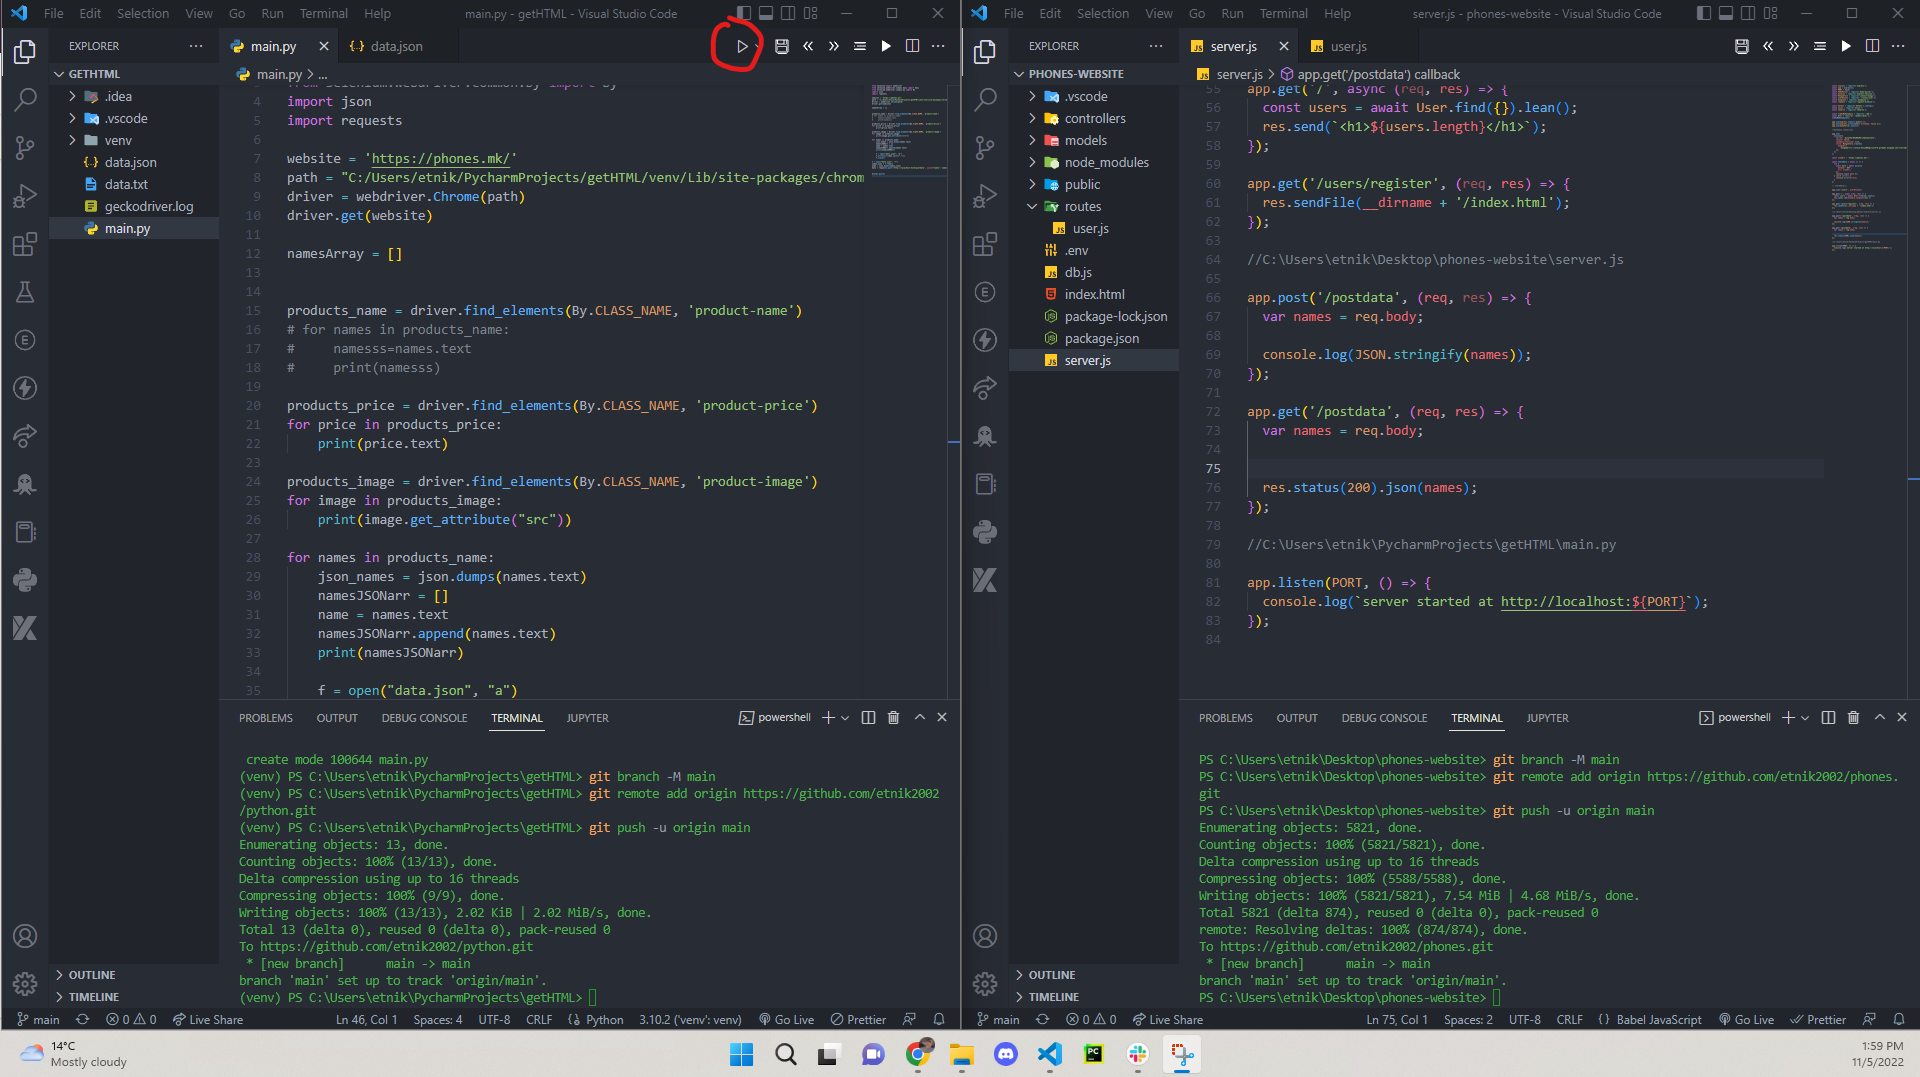 File Edit Selection View Go Run Terminal Help main.py - getHTML - Visual Studio Code
EXPLORER
GETHTML
.idea
.vscode
venv
data.json
data.txt
geckodriver.log
main.py
OUTLINE
TIMELINE
main.py data.json
main.py > ...
4 import json
5 import requests
6
7 website = 'https://phones.mk/'
8 path = "C:/Users/etnik/PycharmProjects/getHTML/venv/Lib/site-packages/chrom
9 driver = webdriver.Chrome(path)
10 driver.get(website)
11
12 namesArray = []
13
14
15 products_name = driver.find_elements(By.CLASS_NAME, 'product-name')
16 # for names in products_name:
17 #     namesss=names.text
18 #     print(namesss)
19
20 products_price = driver.find_elements(By.CLASS_NAME, 'product-price')
21 for price in products_price:
22     print(price.text)
23
24 products_image = driver.find_elements(By.CLASS_NAME, 'product-image')
25 for image in products_image:
26     print(image.get_attribute("src"))
27
28 for names in products_name:
29     json_names = json.dumps(names.text)
30     namesJSONarr = []
31     name = names.text
32     namesJSONarr.append(names.text)
33     print(namesJSONarr)
34
35     f = open("data.json", "a")
PROBLEMS OUTPUT DEBUG CONSOLE TERMINAL JUPYTER powershell
create mode 100644 main.py
(venv) PS C:\Users\etnik\PycharmProjects\getHTML> git branch -M main
(venv) PS C:\Users\etnik\PycharmProjects\getHTML> git remote add origin https://github.com/etnik2002
/python.git
(venv) PS C:\Users\etnik\PycharmProjects\getHTML> git push -u origin main
Enumerating objects: 13, done.
Counting objects: 100% (13/13), done.
Delta compression using up to 16 threads
Compressing objects: 100% (9/9), done.
Writing objects: 100% (13/13), 2.02 KiB | 2.02 MiB/s, done.
Total 13 (delta 0), reused 0 (delta 0), pack-reused 0
To https://github.com/etnik2002/python.git
* [new branch]      main -> main
branch 'main' set up to track 'origin/main'.
(venv) PS C:\Users\etnik\PycharmProjects\getHTML>
main 0 0 Live Share Ln 46, Col 1 Spaces: 4 UTF-8 CRLF Python 3.10.2 ('venv': venv) Go Live Prettier
File Edit Selection View Go Run Terminal Help server.js - phones-website - Visual Studio Code
EXPLORER
PHONES-WEBSITE
.vscode
controllers
models
node_modules
public
routes
user.js
.env
db.js
index.html
package-lock.json
package.json
server.js
OUTLINE
TIMELINE
server.js user.js
server.js > app.get('/postdata') callback
55 app.get('/', async (req, res) => {
56   const users = await User.find({}).lean();
57   res.send(`<h1>${users.length}</h1>`);
58 });
59
60 app.get('/users/register', (req, res) => {
61   res.sendFile(__dirname + '/index.html');
62 });
63
64 //C:\Users\etnik\Desktop\phones-website\server.js
65
66 app.post('/postdata', (req, res) => {
67   var names = req.body;
68
69   console.log(JSON.stringify(names));
70 });
71
72 app.get('/postdata', (req, res) => {
73   var names = req.body;
74
75
76   res.status(200).json(names);
77 });
78
79 //C:\Users\etnik\PycharmProjects\getHTML\main.py
80
81 app.listen(PORT, () => {
82   console.log(`server started at http://localhost:${PORT}`);
83 });
84
PROBLEMS OUTPUT DEBUG CONSOLE TERMINAL JUPYTER powershell
PS C:\Users\etnik\Desktop\phones-website> git branch -M main
PS C:\Users\etnik\Desktop\phones-website> git remote add origin https://github.com/etnik2002/phones.
git
PS C:\Users\etnik\Desktop\phones-website> git push -u origin main
Enumerating objects: 5821, done.
Counting objects: 100% (5821/5821), done.
Delta compression using up to 16 threads
Compressing objects: 100% (5588/5588), done.
Writing objects: 100% (5821/5821), 7.54 MiB | 4.68 MiB/s, done.
Total 5821 (delta 874), reused 0 (delta 0), pack-reused 0
remote: Resolving deltas: 100% (874/874), done.
To https://github.com/etnik2002/phones.git
* [new branch]      main -> main
branch 'main' set up to track 'origin/main'.
PS C:\Users\etnik\Desktop\phones-website>
main 0 0 Live Share Ln 75, Col 1 Spaces: 2 UTF-8 CRLF Babel JavaScript Go Live Prettier
14°C
Mostly cloudy
1:59 PM
11/5/2022